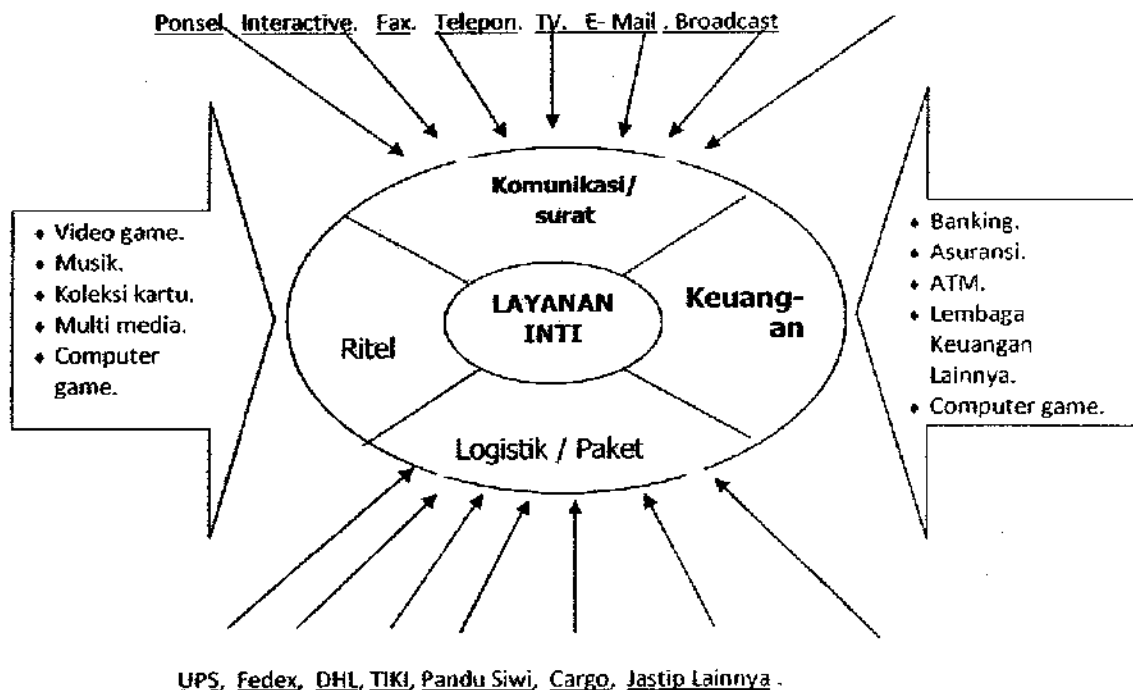 Ponsel Interactive. Fax. Telepon. TV. E- Mail . Broadcast
Komunikasi/
surat
♦ Video game.
♦ Musik.
♦ Koleksi kartu.
♦ Multi media.
♦ Computer
game.
Ritel
LAYANAN
INTI
Keuang-
an
♦ Banking.
♦ Asuransi.
♦ ATM.
♦ Lembaga
Keuangan
Lainnya.
♦ Computer game.
Logistik / Paket
UPS, Fedex, DHL, TIKI, Pandu Siwi, Cargo, Jastip Lainnya .